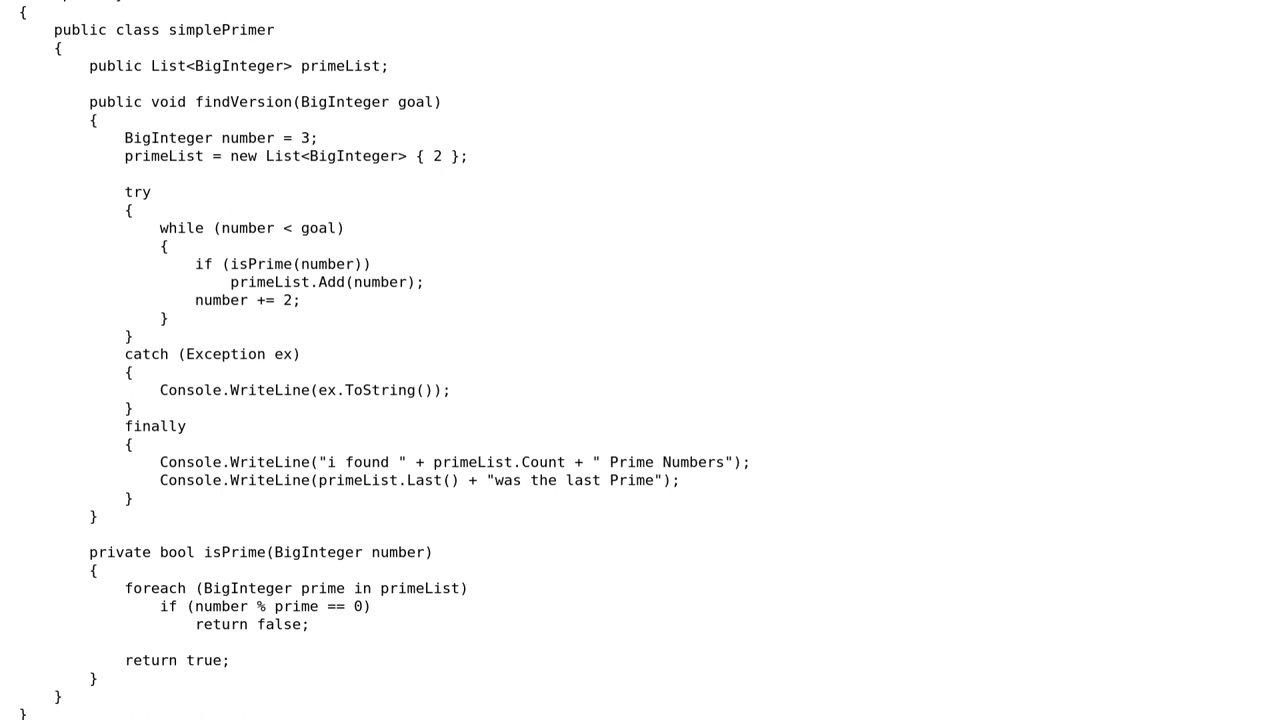 {
    public class simplePrimer
    {
        public List<BigInteger> primeList;

        public void findVersion(BigInteger goal)
        {
            BigInteger number = 3;
            primeList = new List<BigInteger> { 2 };

            try
            {
                while (number < goal)
                {
                    if (isPrime(number))
                        primeList.Add(number);
                    number += 2;
                }
            }
            catch (Exception ex)
            {
                Console.WriteLine(ex.ToString());
            }
            finally
            {
                Console.WriteLine("i found " + primeList.Count + " Prime Numbers");
                Console.WriteLine(primeList.Last() + "was the last Prime");
            }
        }

        private bool isPrime(BigInteger number)
        {
            foreach (BigInteger prime in primeList)
                if (number % prime == 0)
                    return false;

            return true;
        }
    }
}